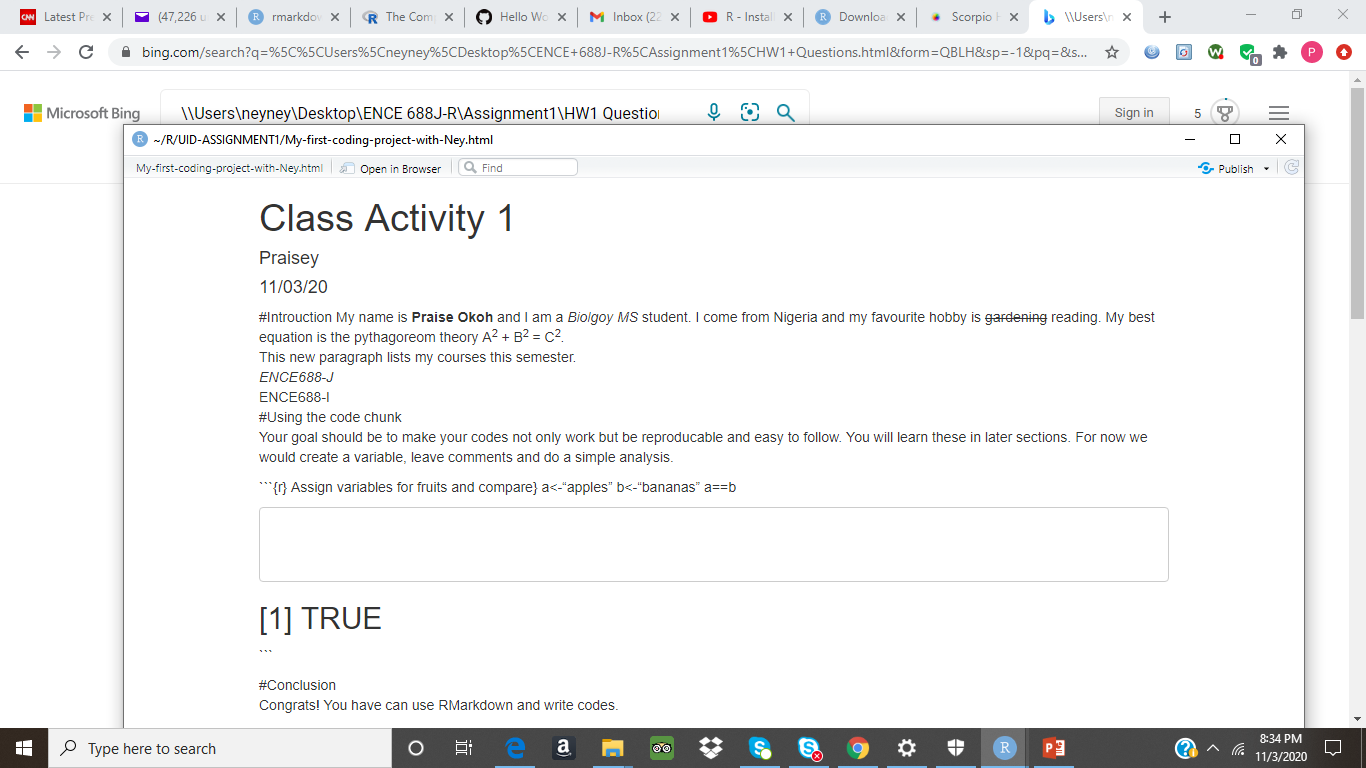 Latest Pr
(47,226 u
rmarkdow
The Comp
Hello Wo
Inbox (22
R - Instal
Downloa
Scorpio H
\\Users\n
bing.com/search?q=%5C%5CUsers%5Cneyney%5CDesktop%5CENCE+688J-R%5CAssignment1%5CHW1+Questions.html&form=QBLH&sp=-1&pq=&s...
0
P
Microsoft Bing
\\Users\neyney\Desktop\ENCE 688J-R\Assignment1\HW1 Question
Sign in
5
~/R/UID-ASSIGNMENT1/My-first-coding-project-with-Ney.html
My-first-coding-project-with-Ney.html
Open in Browser
Find
Publish
Class Activity 1
Praisey
11/03/20
#Introuction My name is Praise Okoh and I am a Biolgoy MS student. I come from Nigeria and my favourite hobby is gardening reading. My best
equation is the pythagoreom theory A2 + B2 = C2.
This new paragraph lists my courses this semester.
ENCE688-J
ENCE688-I
#Using the code chunk
Your goal should be to make your codes not only work but be reproducable and easy to follow. You will learn these in later sections. For now we
would create a variable, leave comments and do a simple analysis.
```{r} Assign variables for fruits and compare} a<-“apples” b<-“bananas” a==b
[1] TRUE
```
#Conclusion
Congrats! You have can use RMarkdown and write codes.
Type here to search
8:34 PM
11/3/2020